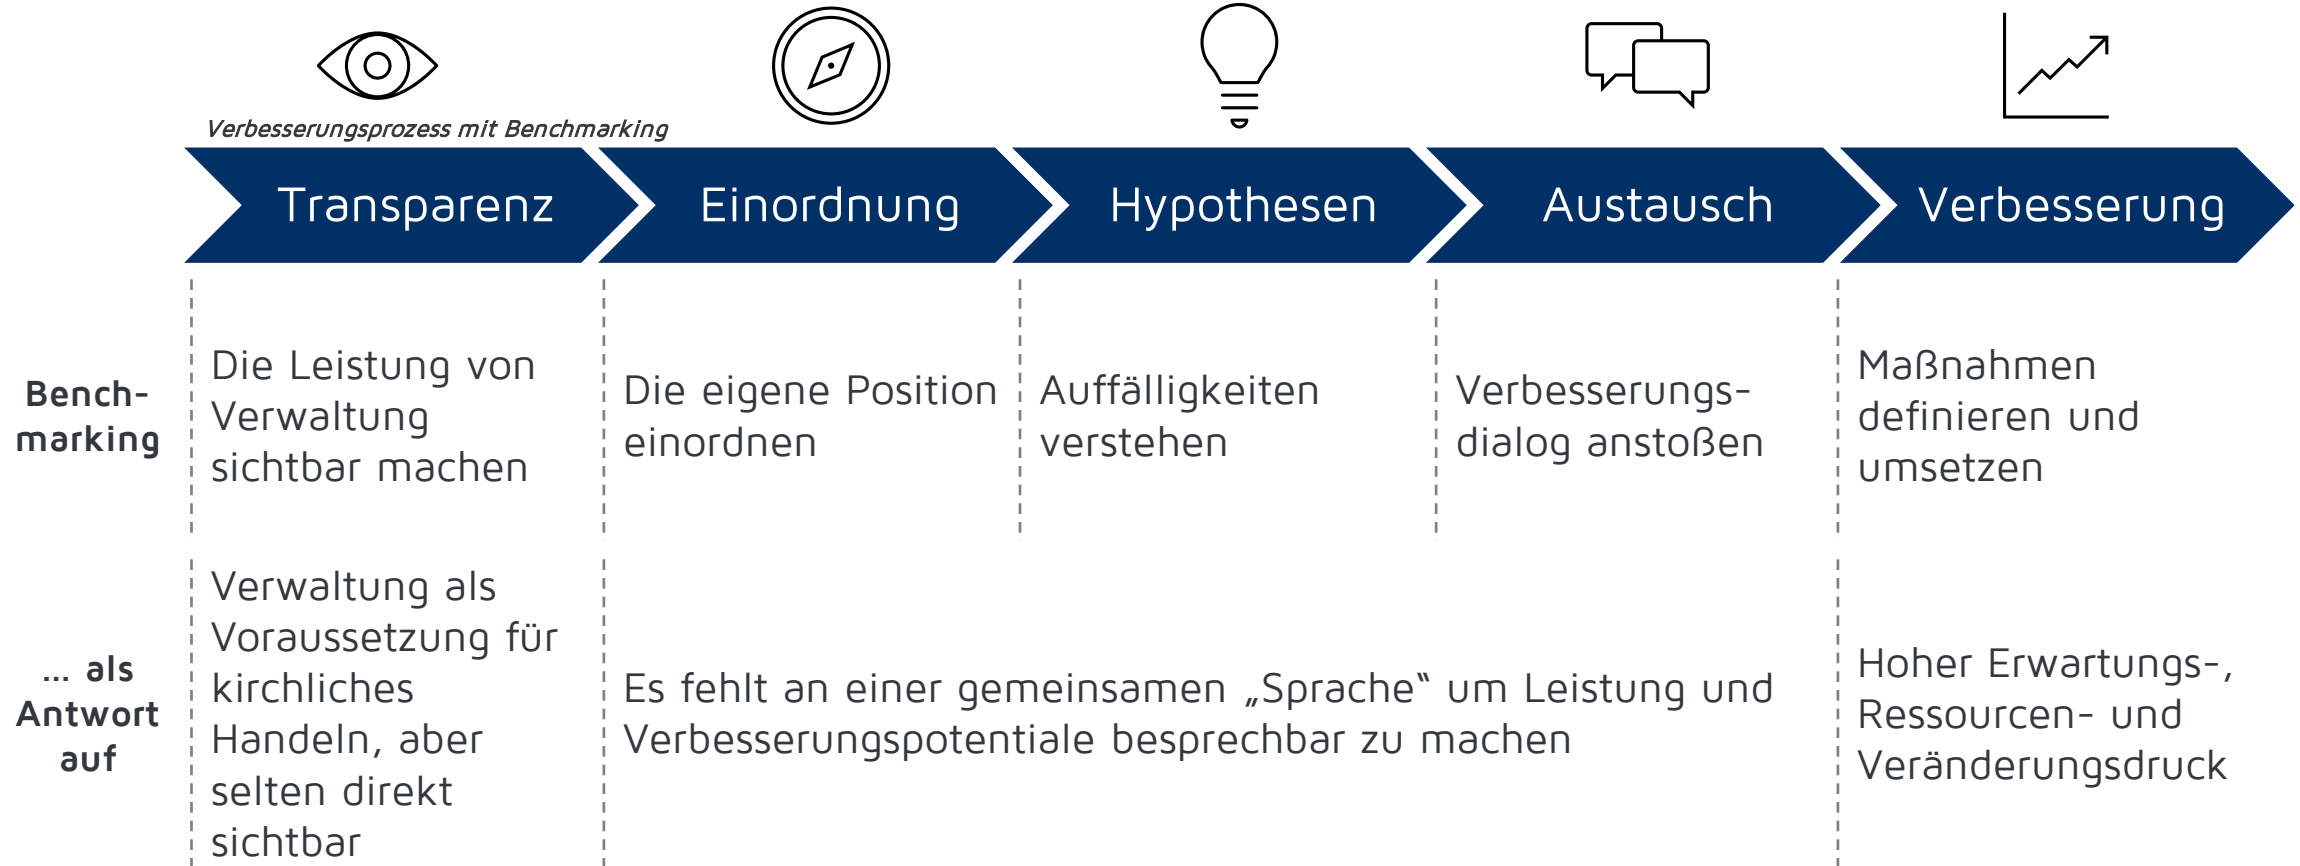 Verbesserungsprozess mit Benchmarking
Transparenz
Einordnung
Hypothesen
Austausch
Verbesserung
Bench-
marking
Die Leistung von
Verwaltung
sichtbar machen
Die eigene Position
einordnen
Auffälligkeiten
verstehen
Verbesserungs-
dialog anstoßen
Maßnahmen
definieren und
umsetzen
... als
Antwort
auf
Verwaltung als
Voraussetzung für
kirchliches
Handeln, aber
selten direkt
sichtbar
Es fehlt an einer gemeinsamen „Sprache“ um Leistung und
Verbesserungspotentiale besprechbar zu machen
Hoher Erwartungs-,
Ressourcen- und
Veränderungsdruck